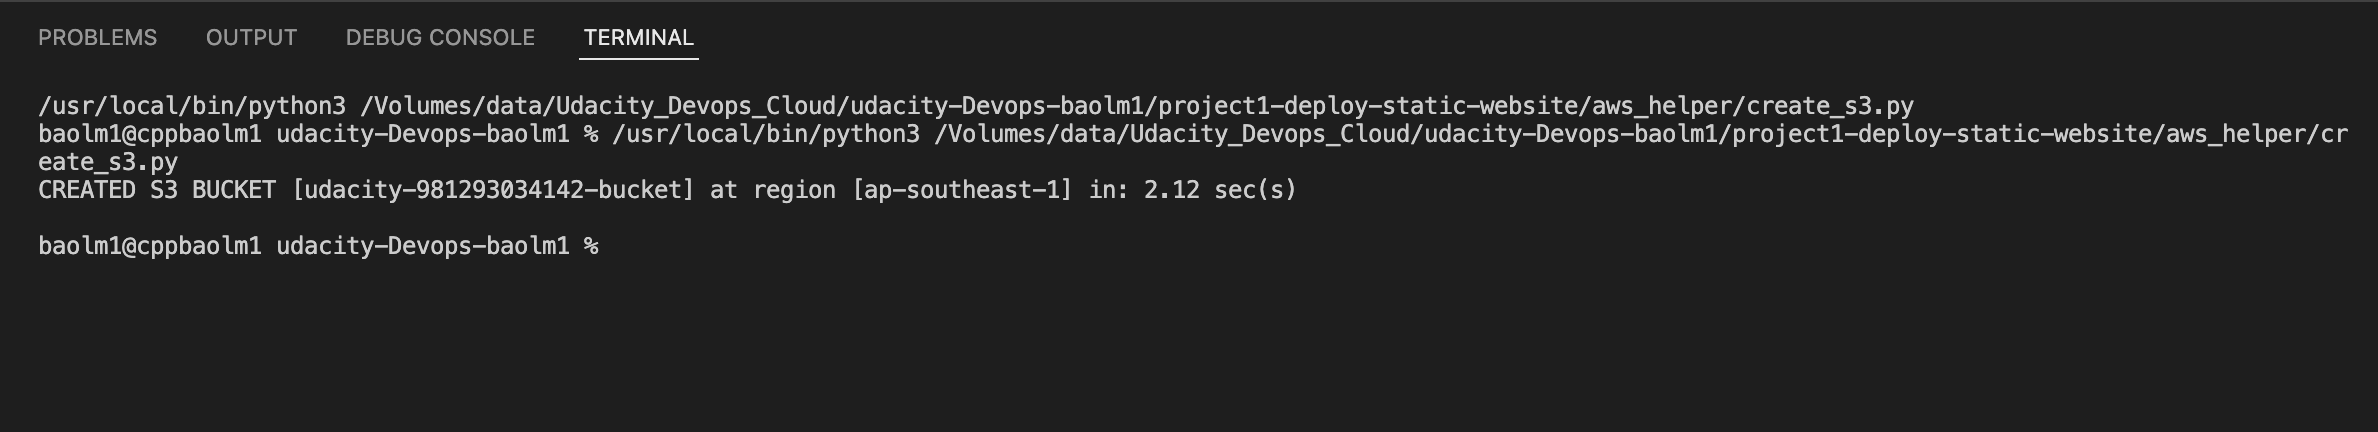 PROBLEMS OUTPUT DEBUG CONSOLE TERMINAL
/usr/local/bin/python3 /Volumes/data/Udacity_Devops_Cloud/udacity-Devops-baolm1/project1-deploy-static-website/aws_helper/create_s3.py
baolm1@cppbaolm1 udacity-Devops-baolm1 % /usr/local/bin/python3 /Volumes/data/Udacity_Devops_Cloud/udacity-Devops-baolm1/project1-deploy-static-website/aws_helper/cr
eate_s3.py
CREATED S3 BUCKET [udacity-981293034142-bucket] at region [ap-southeast-1] in: 2.12 sec(s)
baolm1@cppbaolm1 udacity-Devops-baolm1 %